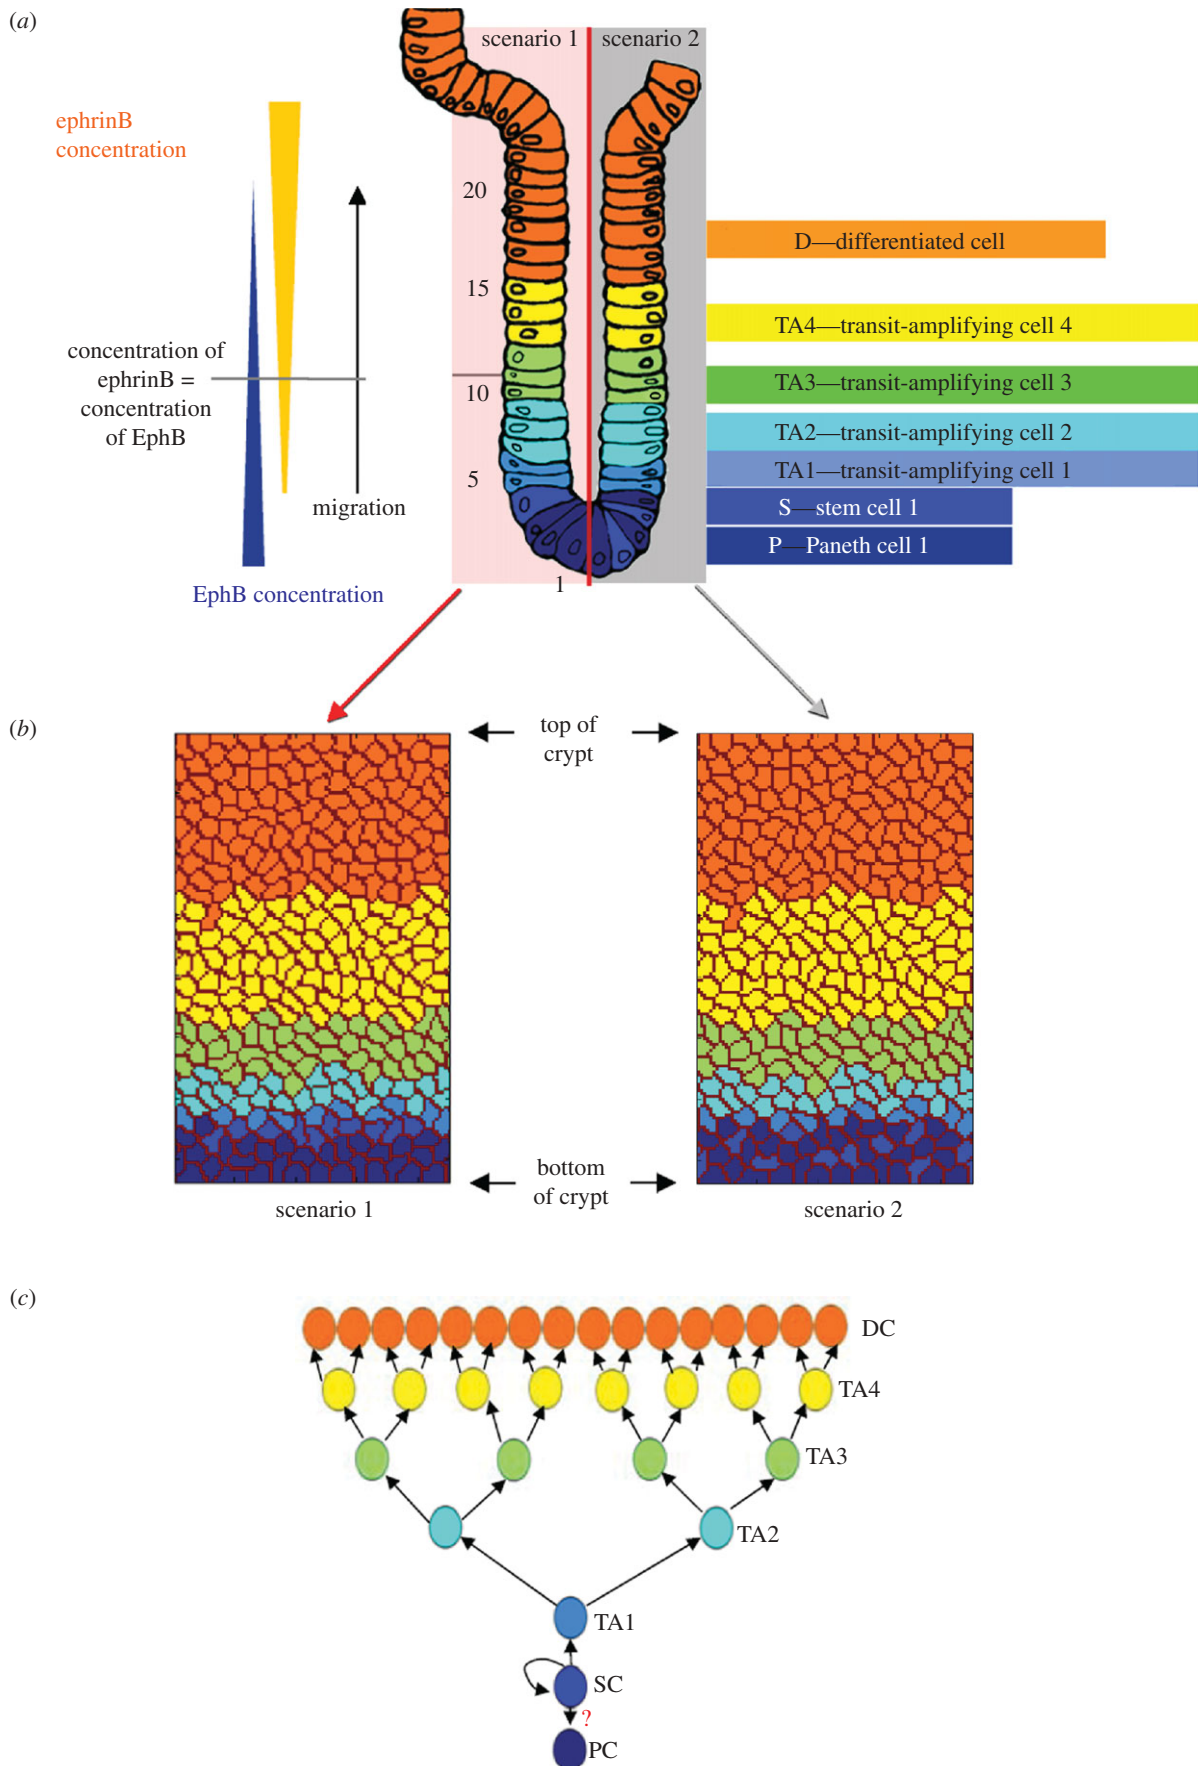 (a)
scenario 1
scenario 2
ephrinB
concentration
20
D—differentiated cell
15
TA4—transit-amplifying cell 4
concentration of
ephrinB =
concentration
of EphB
TA3—transit-amplifying cell 3
10
TA2—transit-amplifying cell 2
TA1—transit-amplifying cell 1
5
migration
S—stem cell 1
P—Paneth cell 1
1
EphB concentration
(b)
top of
crypt
bottom
of crypt
scenario 1
scenario 2
(c)
DC
TA4
TA3
TA2
TA1
SC
?
PC